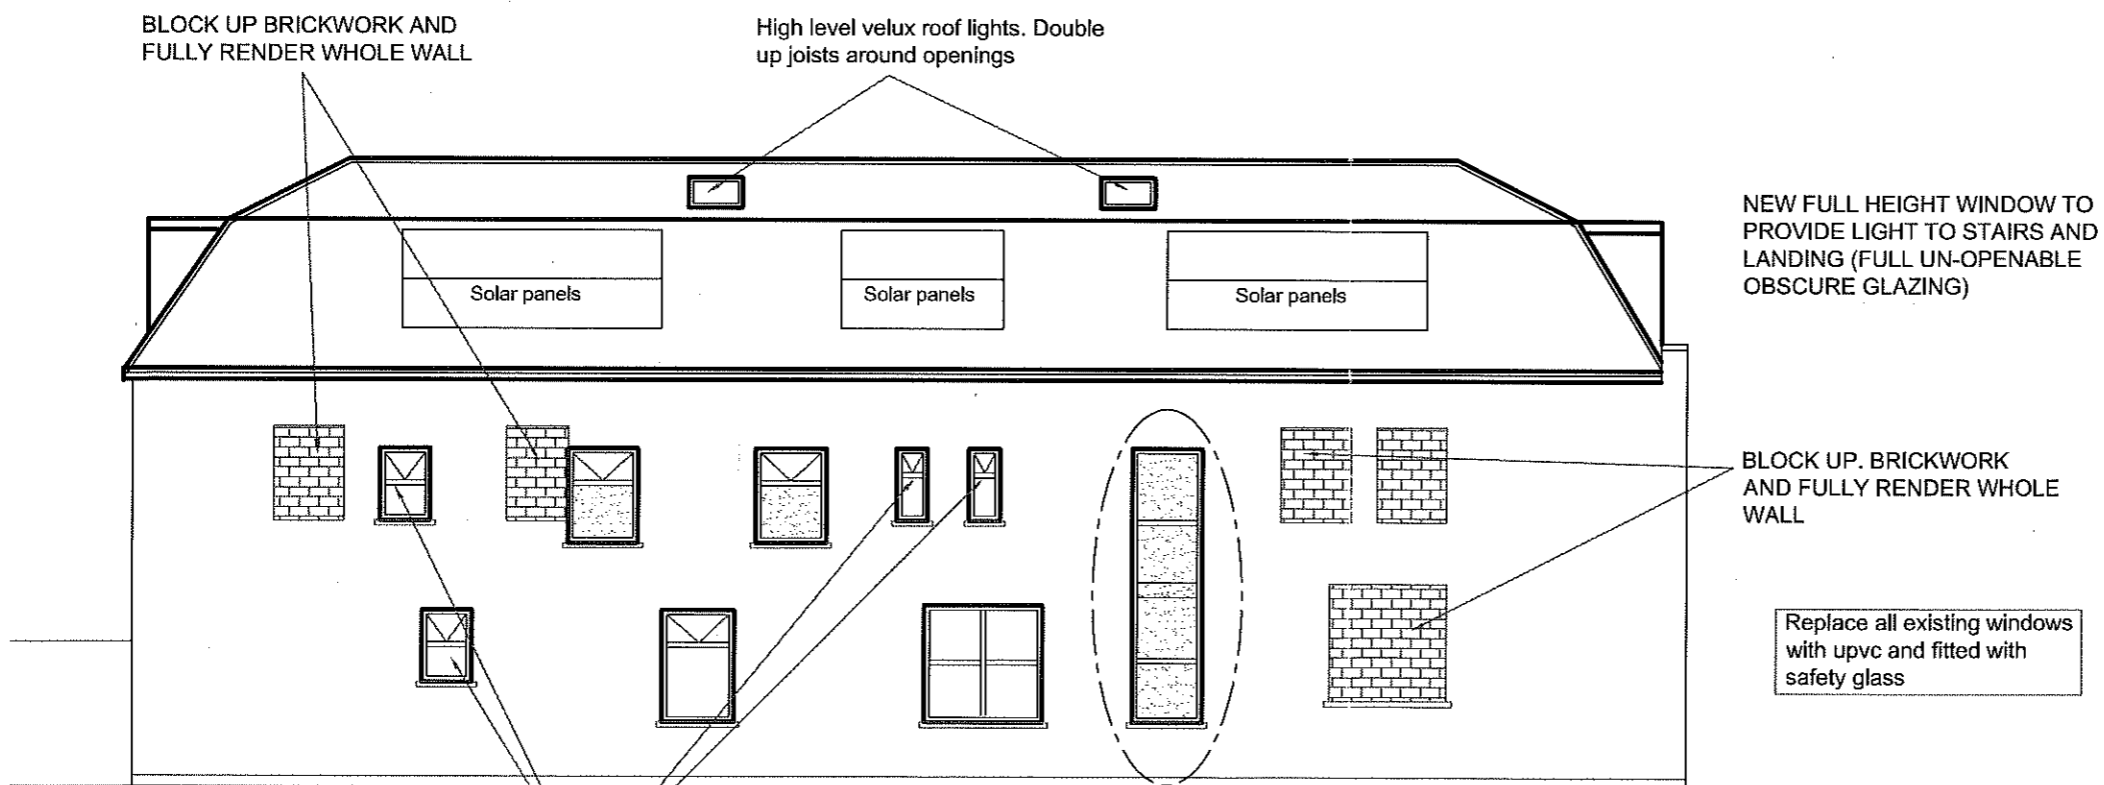 BLOCK UP BRICKWORK AND
FULLY RENDER WHOLE WALL
High level velux roof lights. Double
up joists around openings
NEW FULL HEIGHT WINDOW TO
PROVIDE LIGHT TO STAIRS AND
LANDING (FULL UN-OPENABLE
OBSCURE GLAZING)
Solar panels
Solar panels
Solar panels
BLOCK UP. BRICKWORK
AND FULLY RENDER WHOLE
WALL
Replace all existing windows
with upvc and fitted with
safety glass